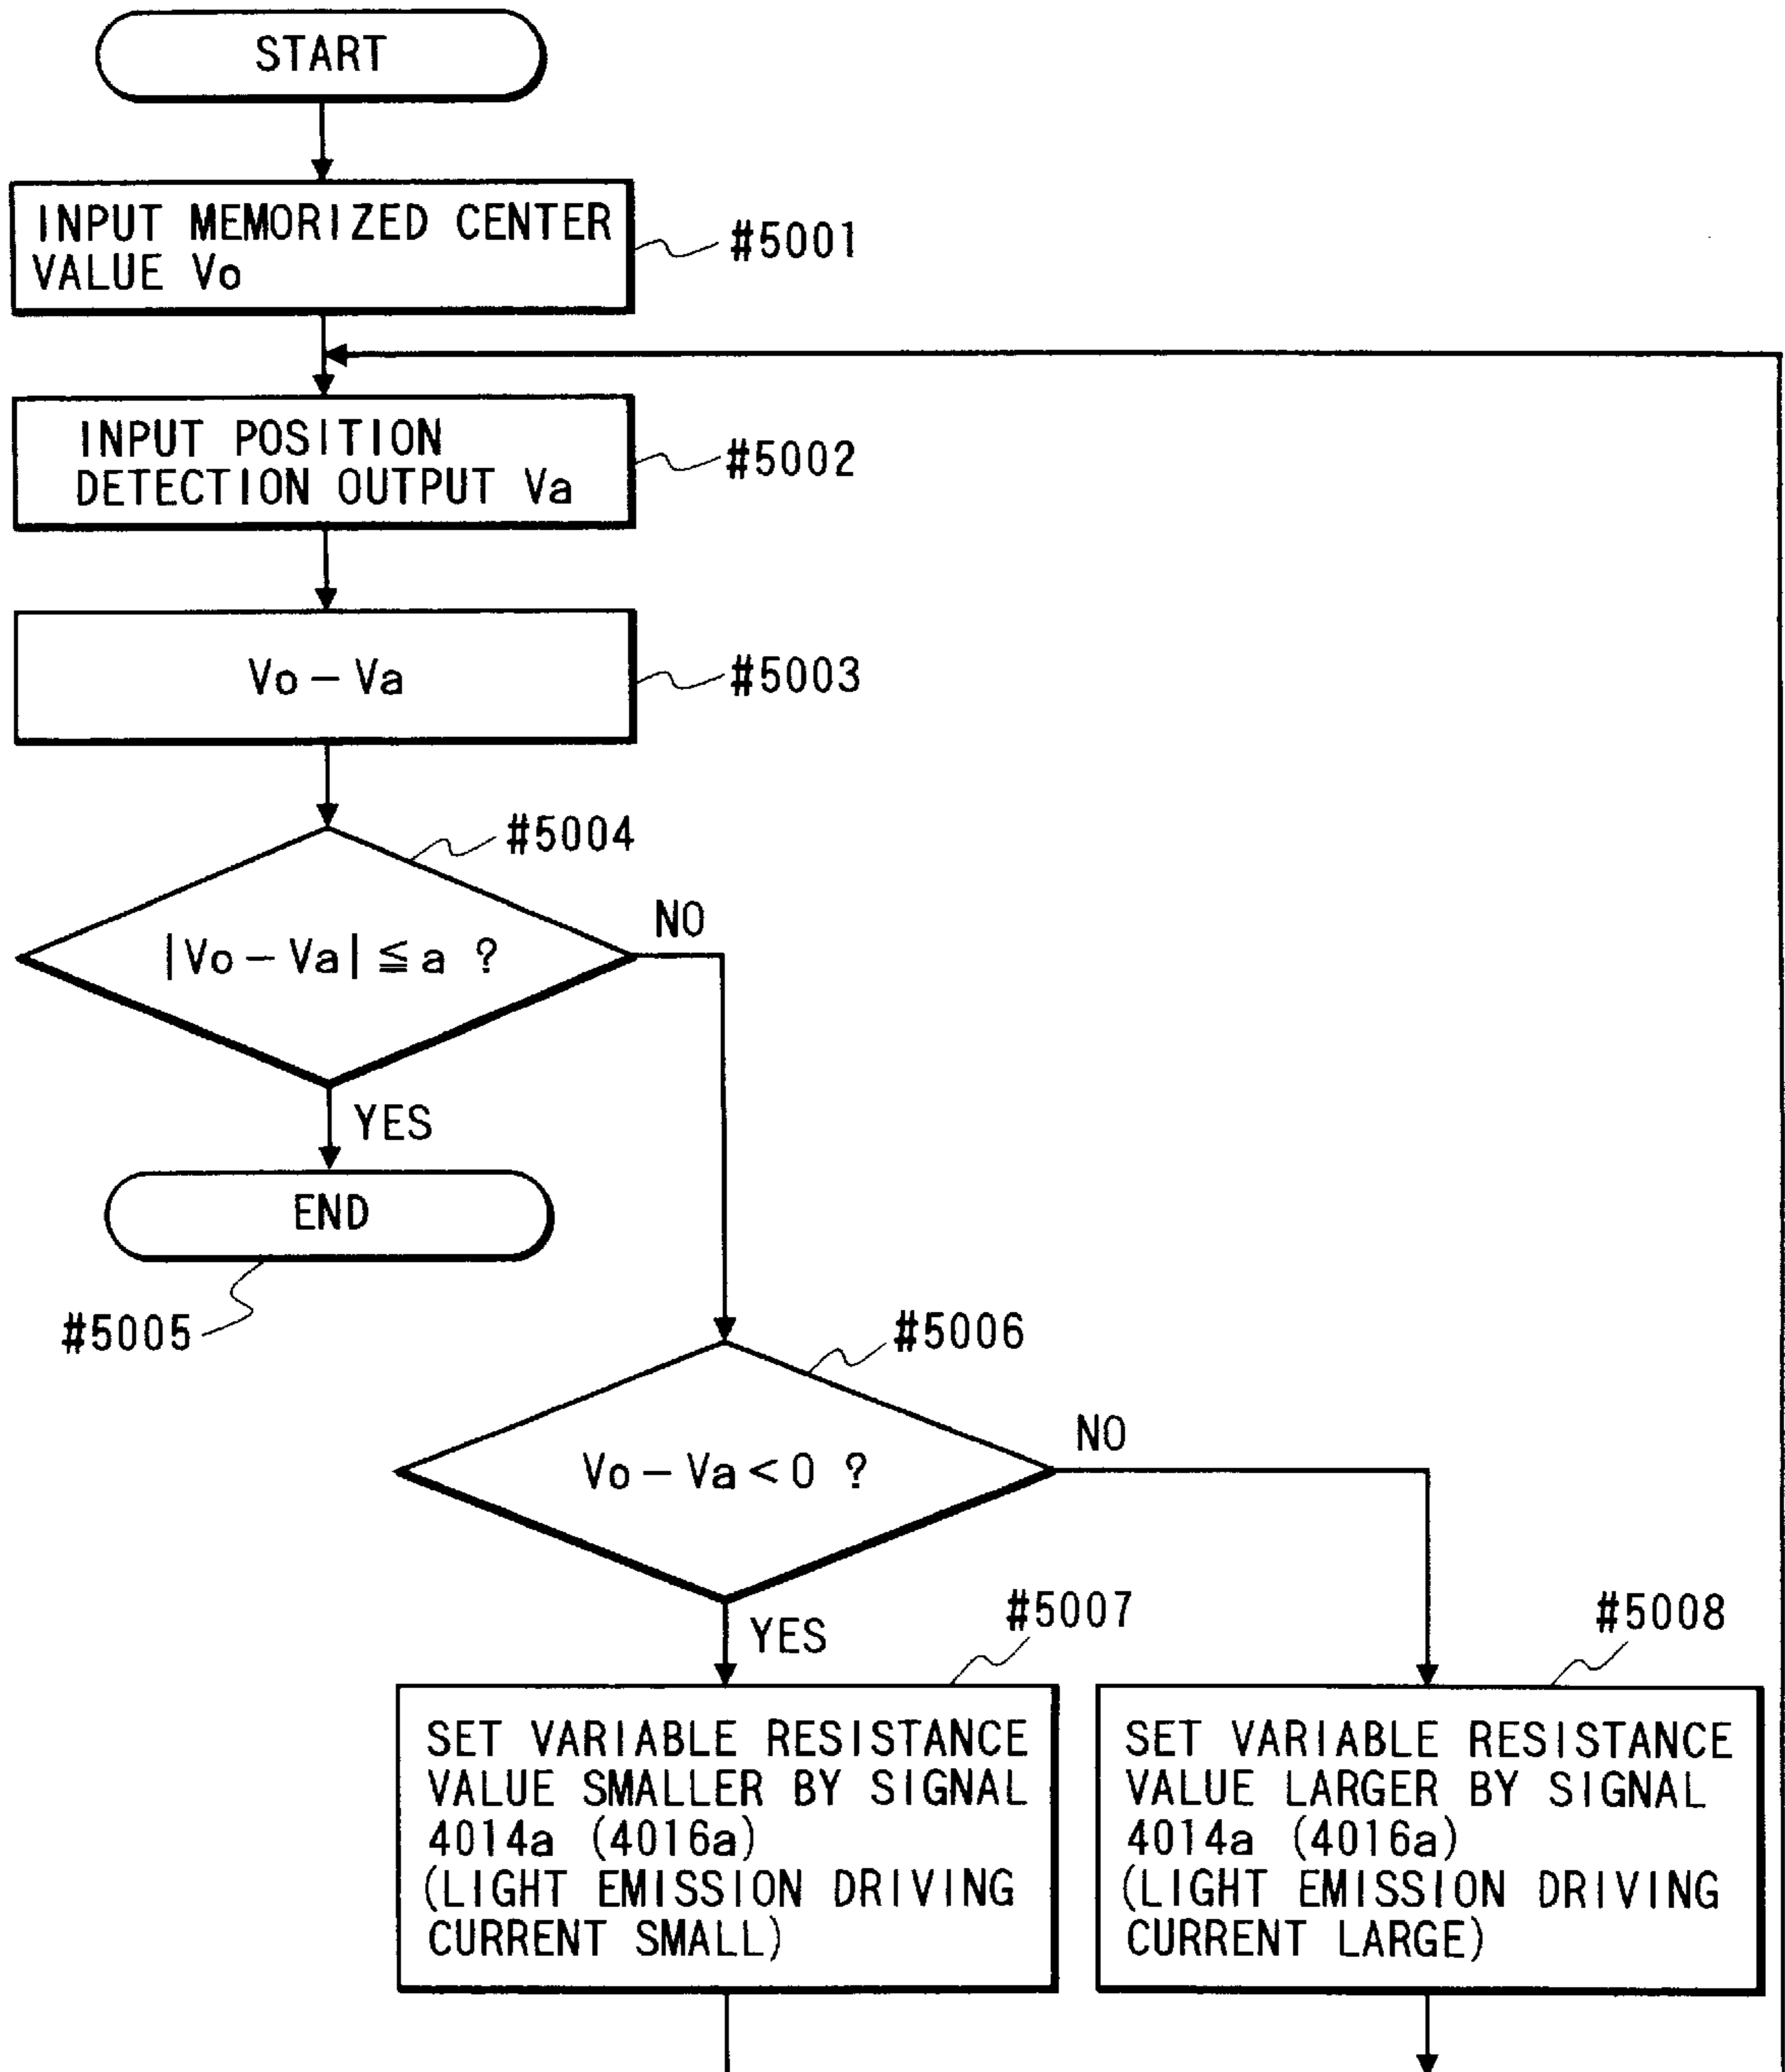 START
INPUT MEMORIZED CENTER
VALUE Vo
#5001
INPUT POSITION
DETECTION OUTPUT Va
#5002
Vo − Va
#5003
#5004
|Vo − Va| ≦ a ?
NO
YES
END
#5005
#5006
Vo − Va < 0 ?
NO
YES
#5007
SET VARIABLE RESISTANCE
VALUE SMALLER BY SIGNAL
4014a (4016a)
(LIGHT EMISSION DRIVING
CURRENT SMALL)
#5008
SET VARIABLE RESISTANCE
VALUE LARGER BY SIGNAL
4014a (4016a)
(LIGHT EMISSION DRIVING
CURRENT LARGE)